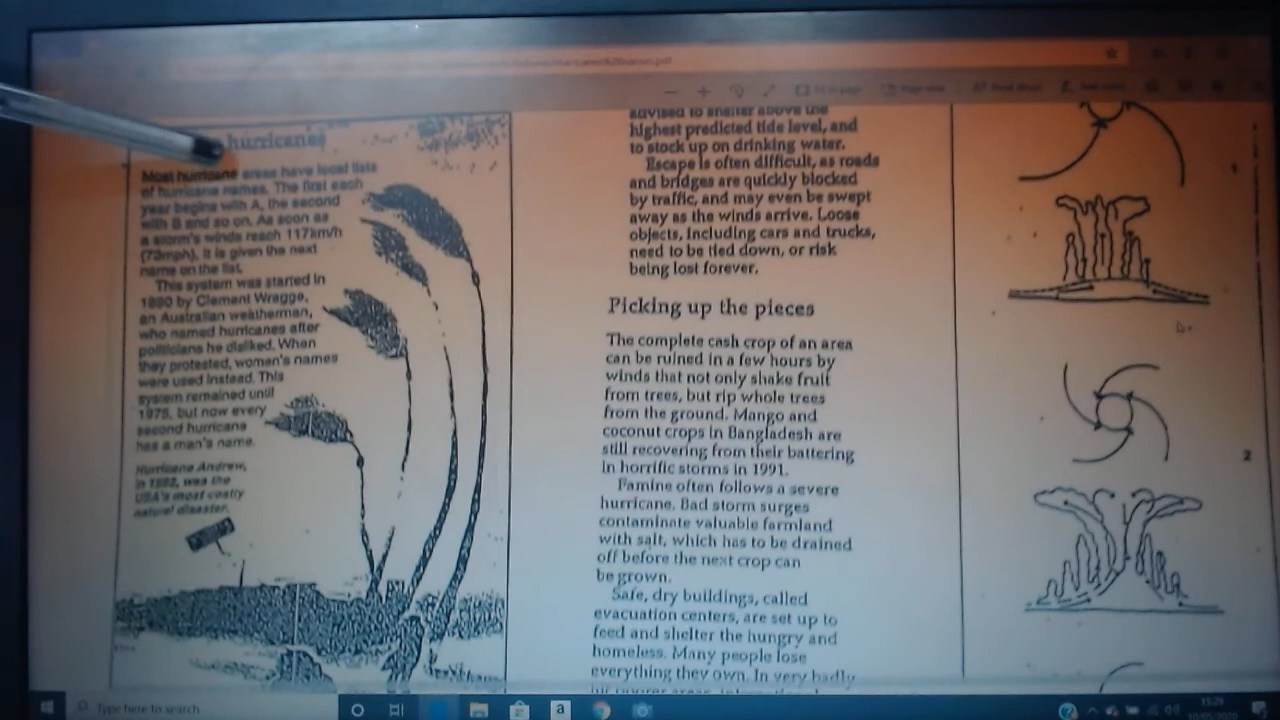 hurricanes
Most hurricane areas have local lists
of hurricane names. The first each
year begins with A, the second
with B and so on. As soon as
a storm's winds reach 117km/h
(73mph), it is given the next
name on the list.
This system was started in
1890 by Clement Wragge,
an Australian weatherman,
who named hurricanes after
politicians he disliked. When
they protested, women's names
were used instead. This
system remained until
1975, but now every
second hurricane
has a man's name.
Hurricane Andrew,
in 1992, was the
USA's most costly
natural disaster.
advised to shelter above the
highest predicted tide level, and
to stock up on drinking water.
Escape is often difficult, as roads
and bridges are quickly blocked
by traffic, and may even be swept
away as the winds arrive. Loose
objects, including cars and trucks,
need to be tied down, or risk
being lost forever.
Picking up the pieces
The complete cash crop of an area
can be ruined in a few hours by
winds that not only shake fruit
from trees, but rip whole trees
from the ground. Mango and
coconut crops in Bangladesh are
still recovering from their battering
in horrific storms in 1991.
Famine often follows a severe
hurricane. Bad storm surges
contaminate valuable farmland
with salt, which has to be drained
off before the next crop can
be grown.
Safe, dry buildings, called
evacuation centers, are set up to
feed and shelter the hungry and
homeless. Many people lose
everything they own. In very badly
1
2
Type here to search
15:25